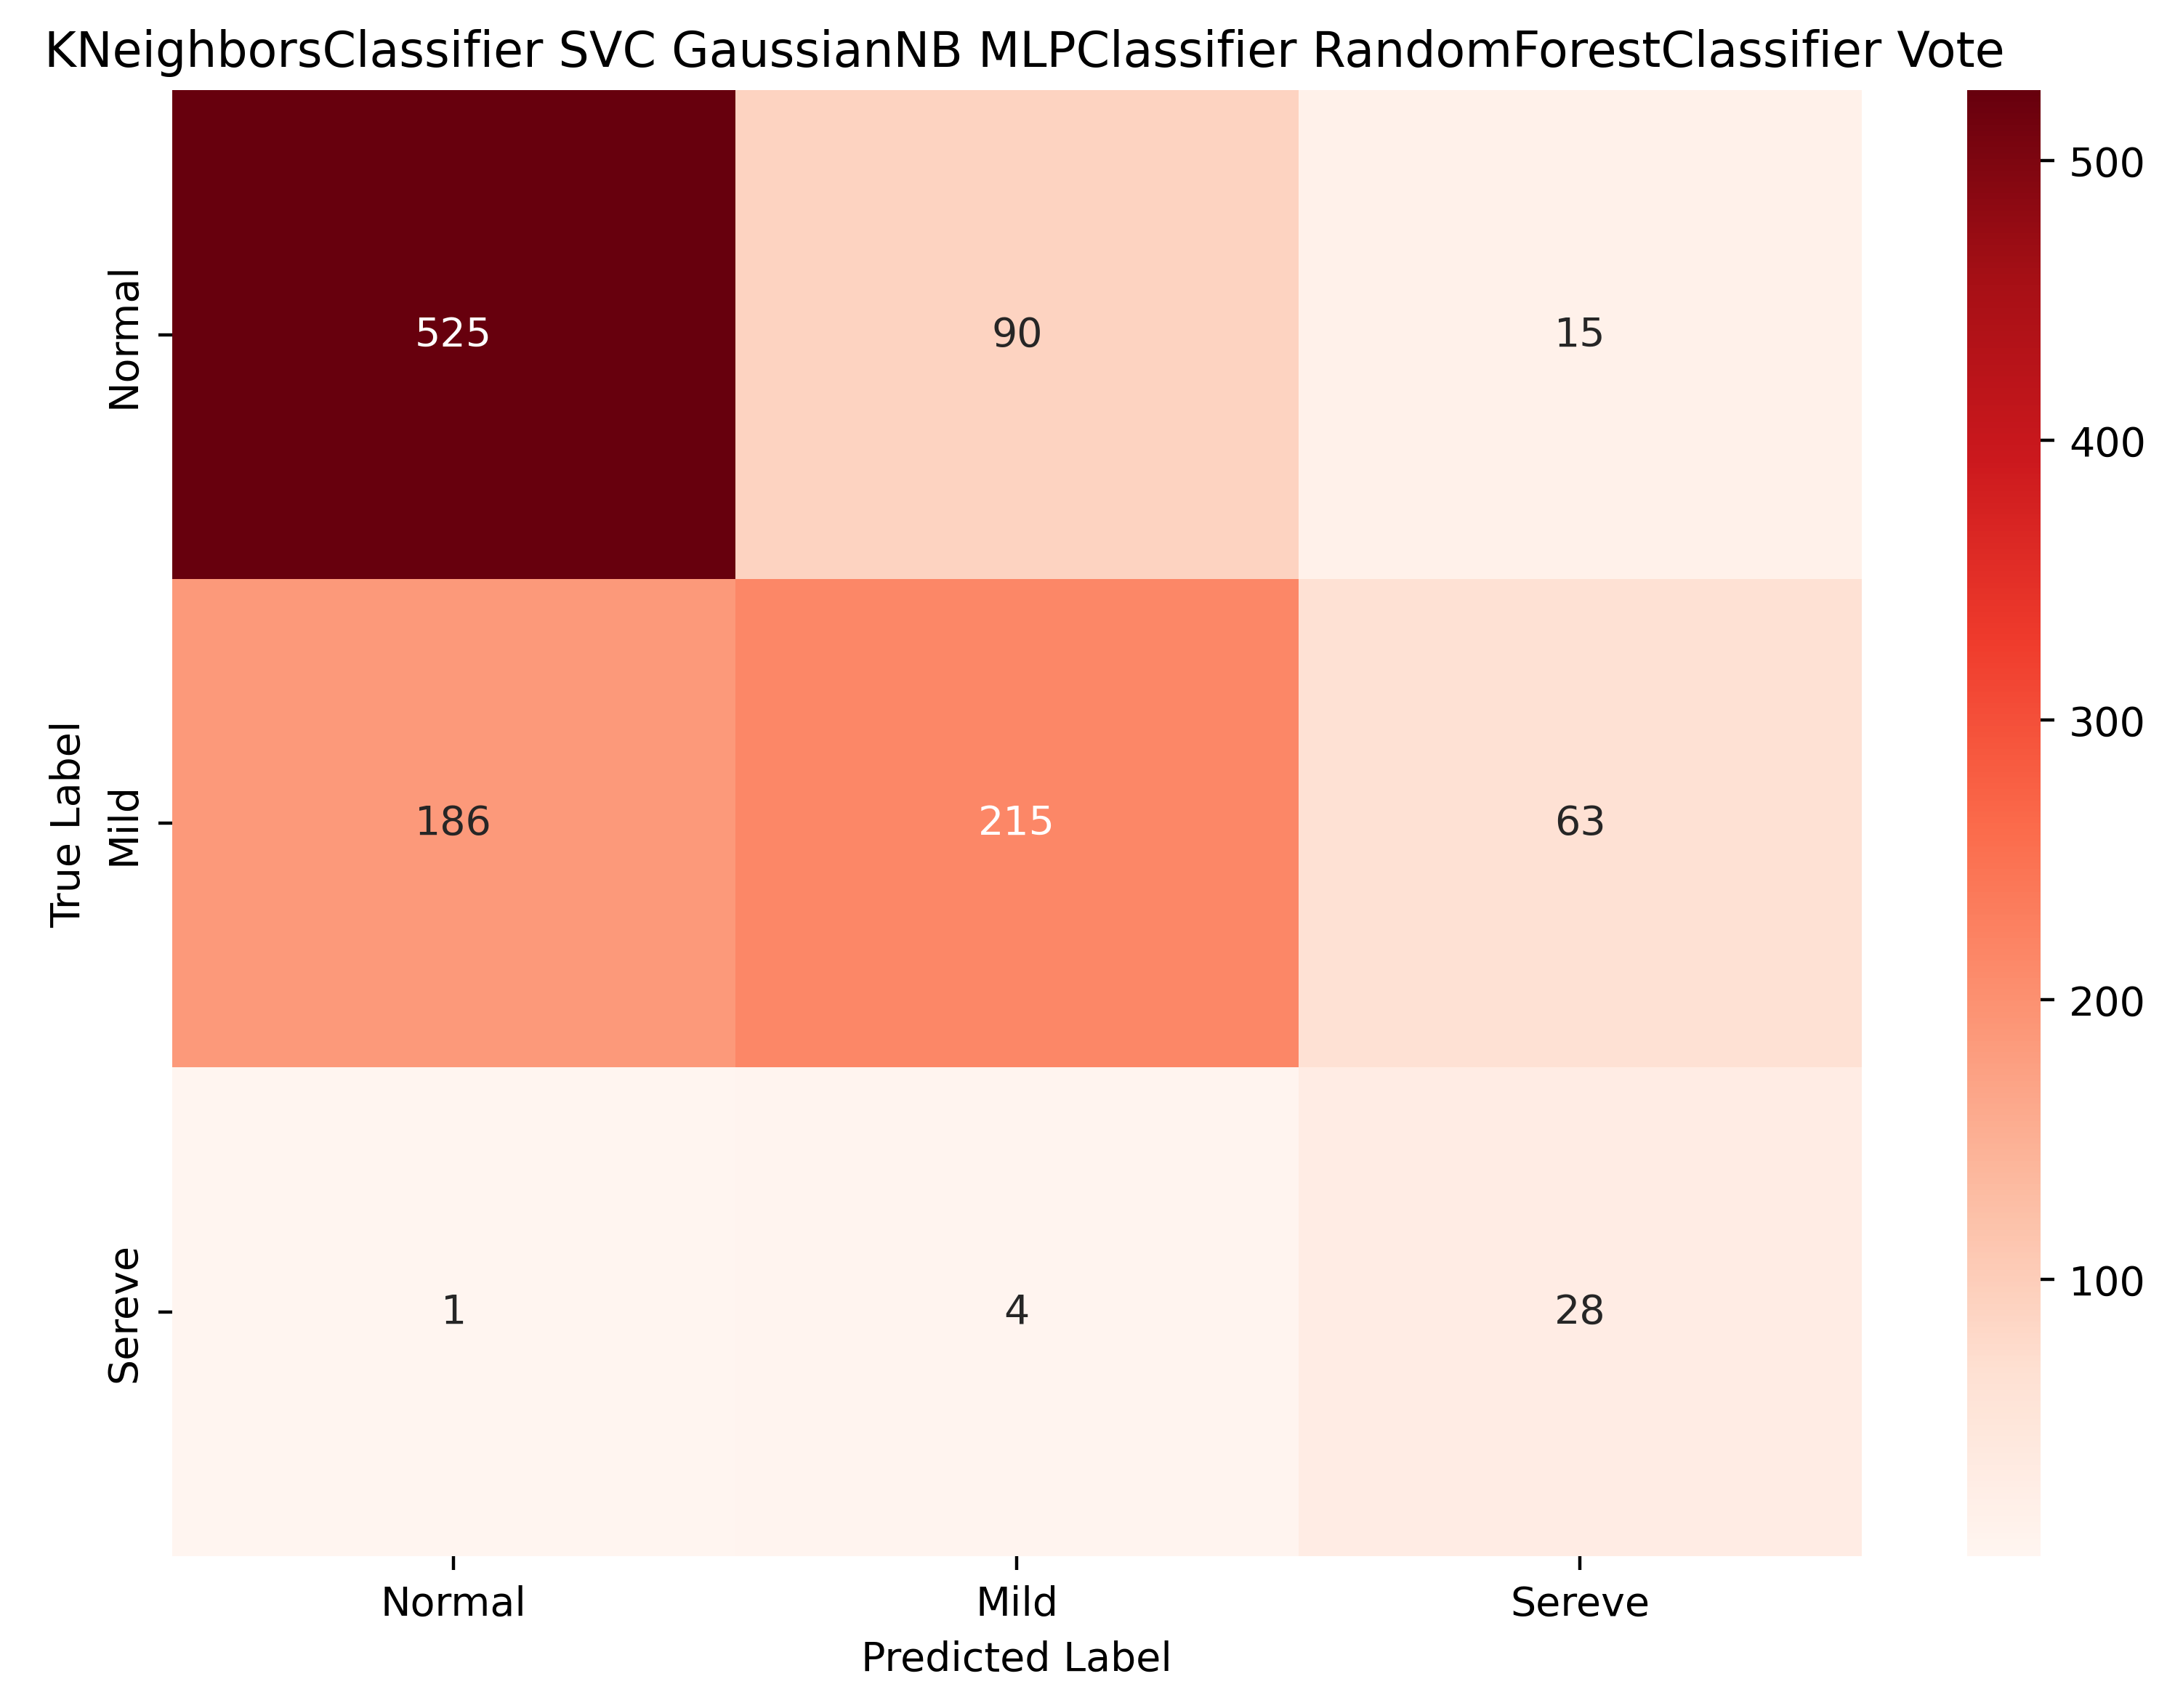 KNeighborsClassifier SVC GaussianNB MLPClassifier RandomForestClassifier Vote
True Label
Normal
525 90 15
Mild
186 215 63
Sereve
1 4 28
Normal Mild Sereve
Predicted Label
500
400
300
200
100